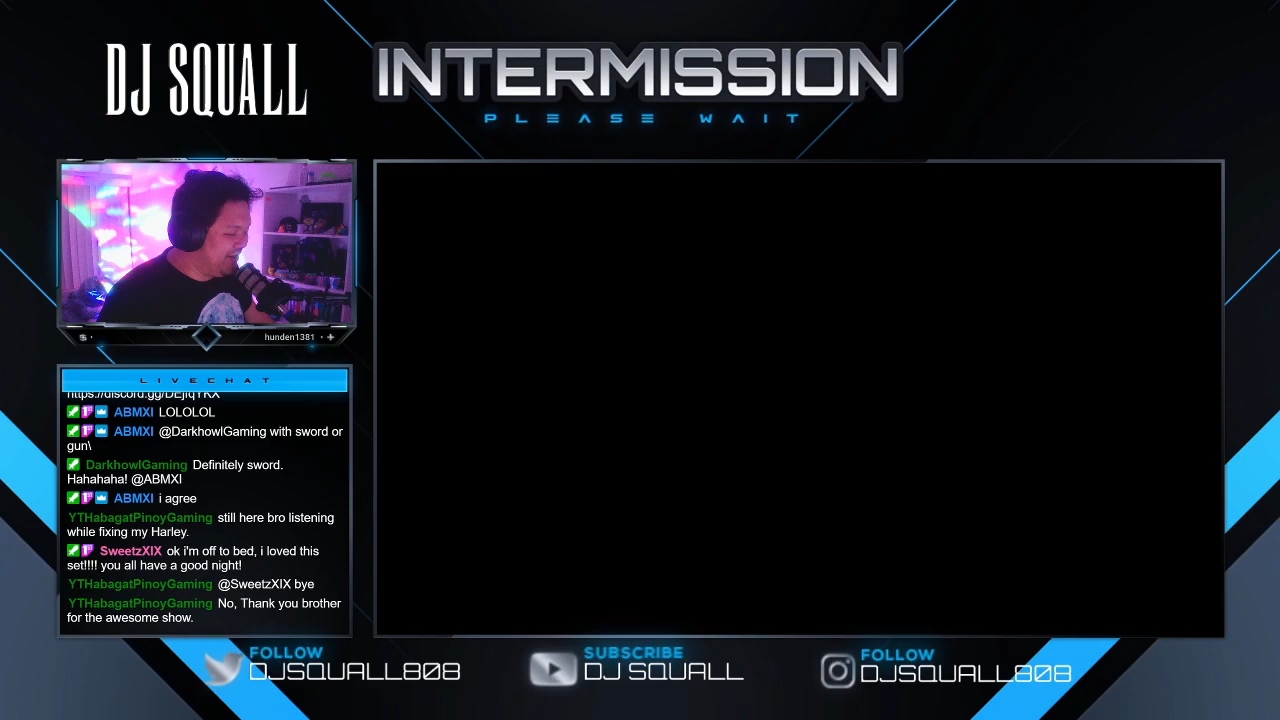 DJ SQUALL
INTERMISSION
PLEASE WAIT
hunden1381
LIVECHAT
ABMXI LOLOLOL
ABMXI @DarkhowlGaming with sword or
gun\
DarkhowlGaming Definitely sword.
Hahahaha! @ABMXI
ABMXI i agree
YTHabagatPinoyGaming still here bro listening
while fixing my Harley.
SweetzXIX ok i'm off to bed, i loved this
set!!!! you all have a good night!
YTHabagatPinoyGaming @SweetzXIX bye
YTHabagatPinoyGaming No, Thank you brother
for the awesome show.
FOLLOW
DJSQUALL808
SUBSCRIBE
DJ SQUALL
FOLLOW
DJSQUALL808